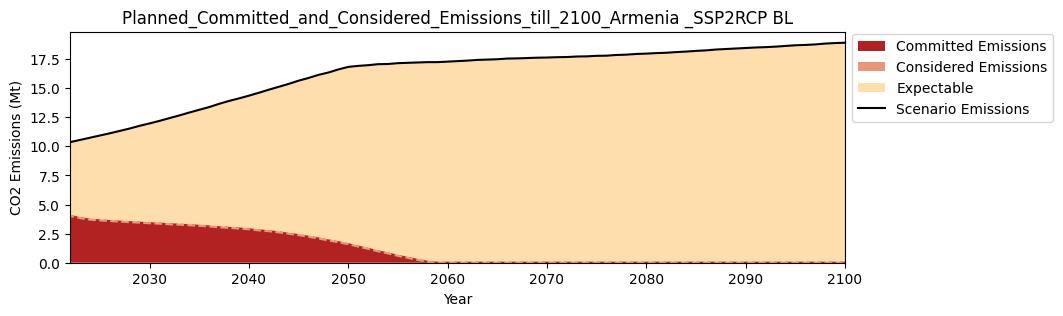 Planned_Committed_and_Considered_Emissions_till_2100_Armenia _SSP2RCP BL
Committed Emissions
Considered Emissions
Expectable
Scenario Emissions
CO2 Emissions (Mt)
17.5
15.0
12.5
10.0
7.5
5.0
2.5
0.0
2030 2040 2050 2060 2070 2080 2090 2100
Year